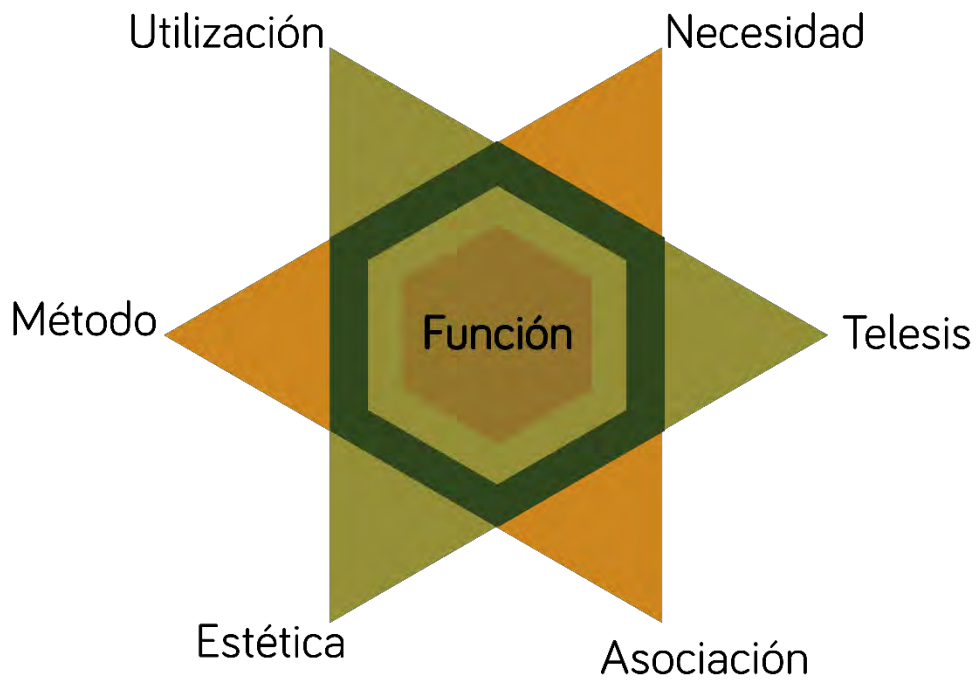 Utilización
Necesidad
Método
Función
Telesis
Estética
Asociación